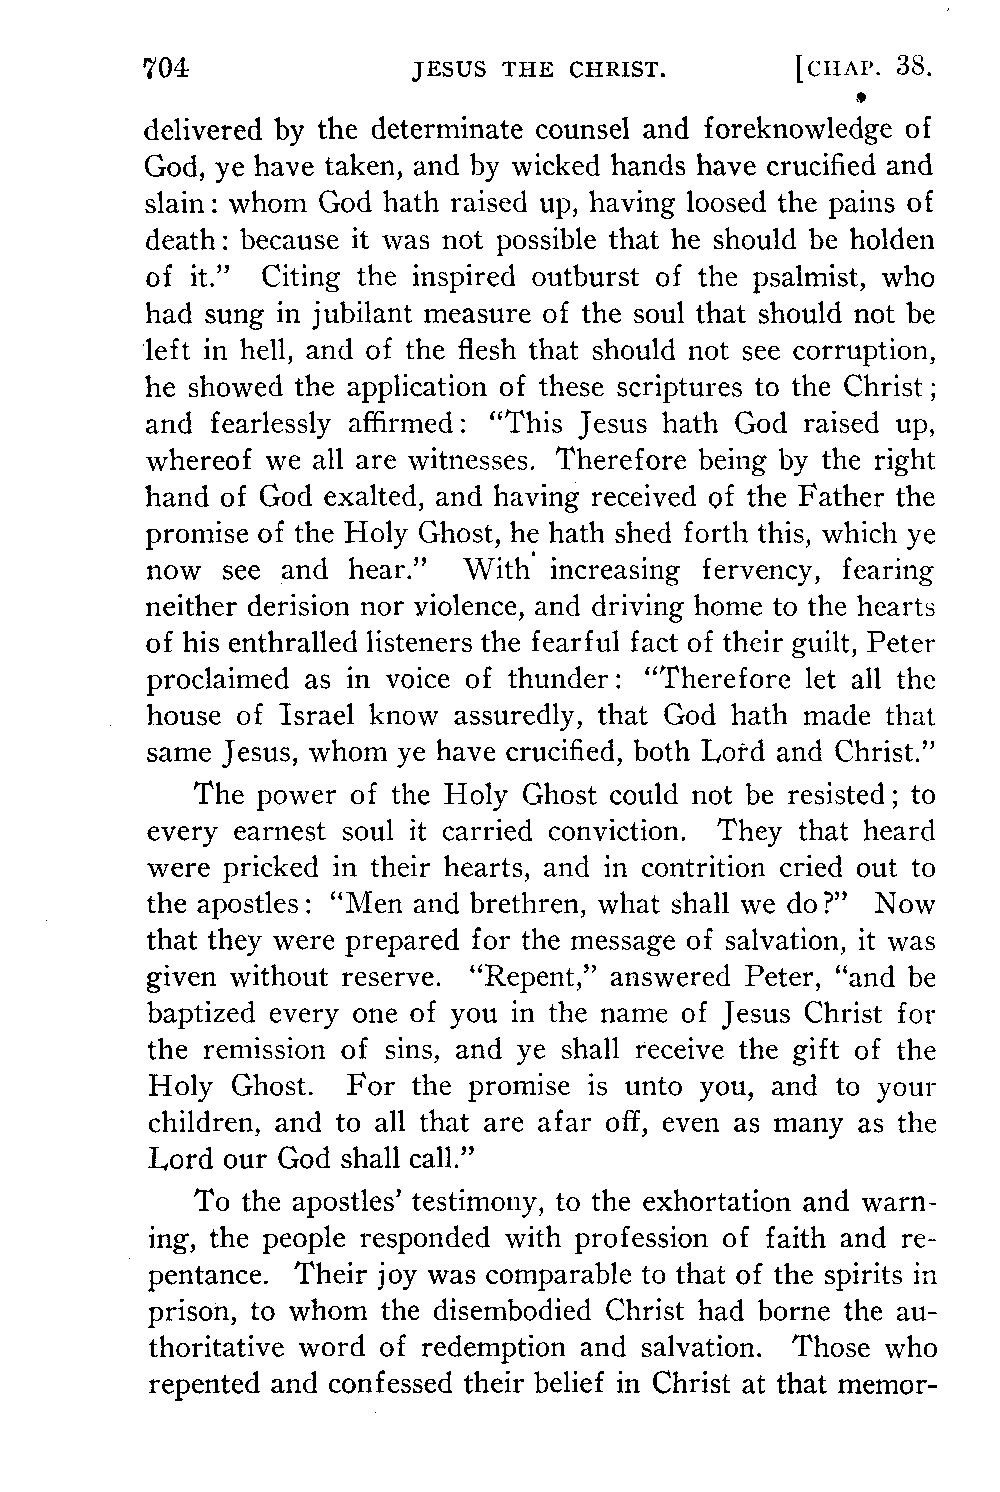 704 JESUS THE CHRIST. [CHAP. 38.
delivered by the determinate counsel and foreknowledge of
God, ye have taken, and by wicked hands have crucified and
slain: whom God hath raised up, having loosed the pains of
death: because it was not possible that he should be holden
of it.” Citing the inspired outburst of the psalmist, who
had sung in jubilant measure of the soul that should not be
left in hell, and of the flesh that should not see corruption,
he showed the application of these scriptures to the Christ;
and fearlessly affirmed: “This Jesus hath God raised up,
whereof we all are witnesses. Therefore being by the right
hand of God exalted, and having received of the Father the
promise of the Holy Ghost, he hath shed forth this, which ye
now see and hear.” With increasing fervency, fearing
neither derision nor violence, and driving home to the hearts
of his enthralled listeners the fearful fact of their guilt, Peter
proclaimed as in voice of thunder: “Therefore let all the
house of Israel know assuredly, that God hath made that
same Jesus, whom ye have crucified, both Lord and Christ.”
The power of the Holy Ghost could not be resisted; to
every earnest soul it carried conviction. They that heard
were pricked in their hearts, and in contrition cried out to
the apostles: “Men and brethren, what shall we do?” Now
that they were prepared for the message of salvation, it was
given without reserve. “Repent,” answered Peter, “and be
baptized every one of you in the name of Jesus Christ for
the remission of sins, and ye shall receive the gift of the
Holy Ghost. For the promise is unto you, and to your
children, and to all that are afar off, even as many as the
Lord our God shall call.”
To the apostles’ testimony, to the exhortation and warn-
ing, the people responded with profession of faith and re-
pentance. Their joy was comparable to that of the spirits in
prison, to whom the disembodied Christ had borne the au-
thoritative word of redemption and salvation. Those who
repented and confessed their belief in Christ at that memor-